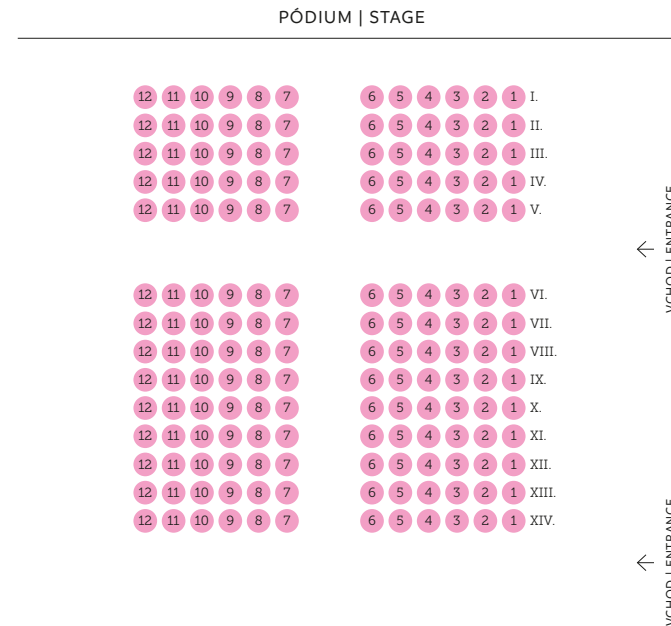 PÓDIUM | STAGE
12 11 10 9 8 7 6 5 4 3 2 1 I.
12 11 10 9 8 7 6 5 4 3 2 1 II.
12 11 10 9 8 7 6 5 4 3 2 1 III.
12 11 10 9 8 7 6 5 4 3 2 1 IV.
12 11 10 9 8 7 6 5 4 3 2 1 V.
VCHOD | ENTRANCE
12 11 10 9 8 7 6 5 4 3 2 1 VI.
12 11 10 9 8 7 6 5 4 3 2 1 VII.
12 11 10 9 8 7 6 5 4 3 2 1 VIII.
12 11 10 9 8 7 6 5 4 3 2 1 IX.
12 11 10 9 8 7 6 5 4 3 2 1 X.
12 11 10 9 8 7 6 5 4 3 2 1 XI.
12 11 10 9 8 7 6 5 4 3 2 1 XII.
12 11 10 9 8 7 6 5 4 3 2 1 XIII.
12 11 10 9 8 7 6 5 4 3 2 1 XIV.
VCHOD | ENTRANCE